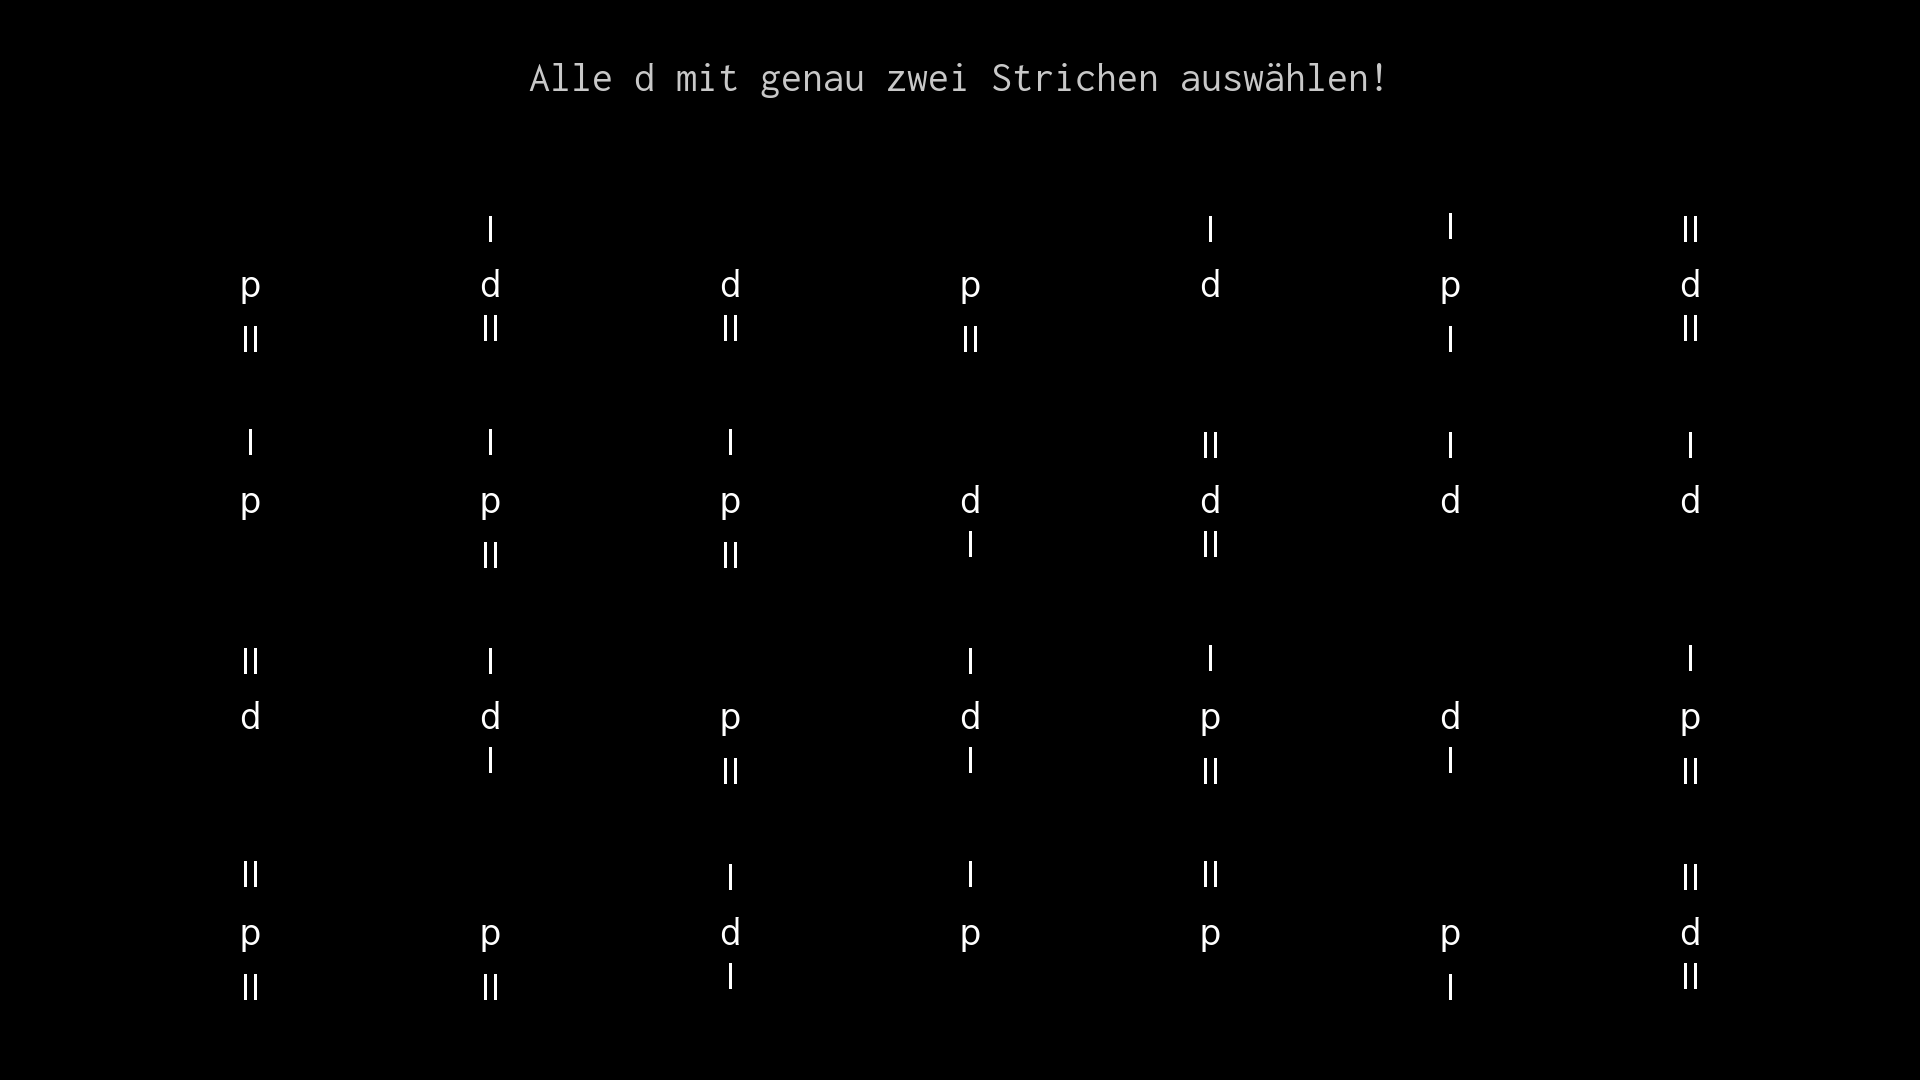 Alle d mit genau zwei Strichen auswählen!
| | | ||
p d d p d p d
|| || || || | ||
| | | || | |
p p p d d d d
|| || | ||
|| | | | |
d d p d p d p
| || | || | ||
|| | | || ||
p p d p p p d
|| || | | ||